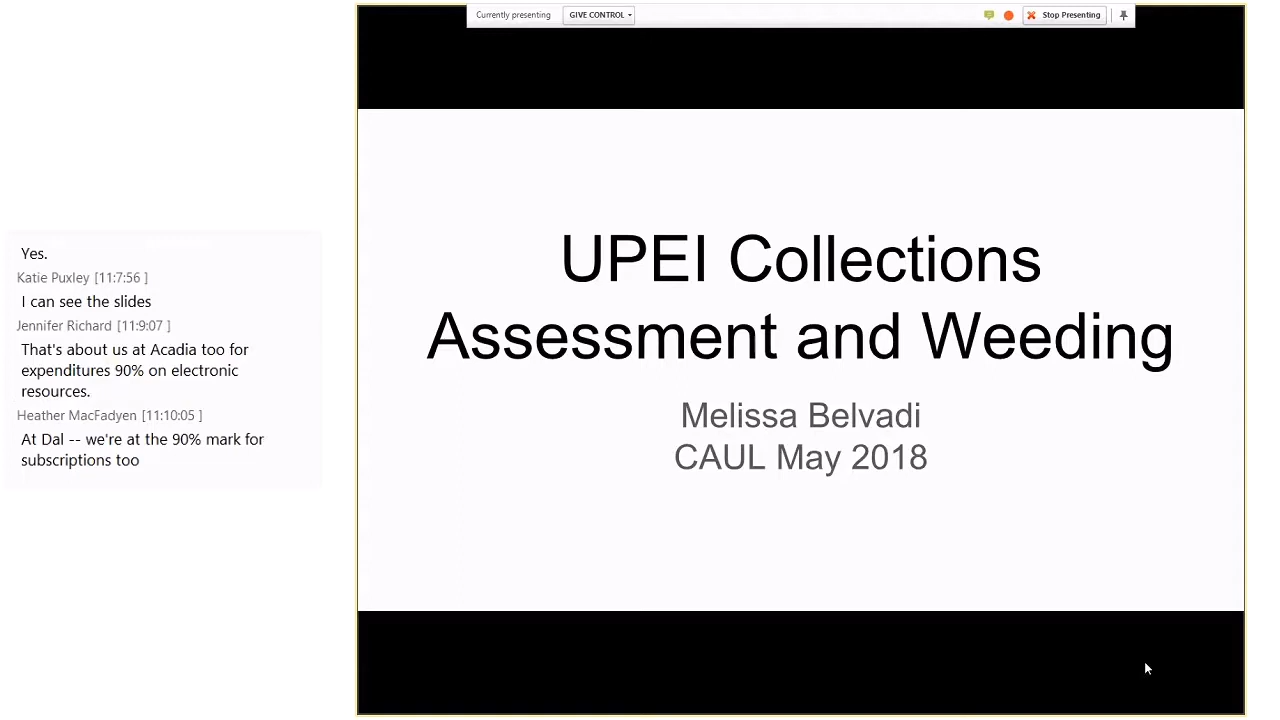 Currently presenting
GIVE CONTROL
Stop Presenting
Yes.
Katie Puxley [11:7:56 ]
I can see the slides
Jennifer Richard [11:9:07 ]
That's about us at Acadia too for
expenditures 90% on electronic
resources.
Heather MacFadyen [11:10:05 ]
At Dal -- we're at the 90% mark for
subscriptions too
UPEI Collections
Assessment and Weeding
Melissa Belvadi
CAUL May 2018